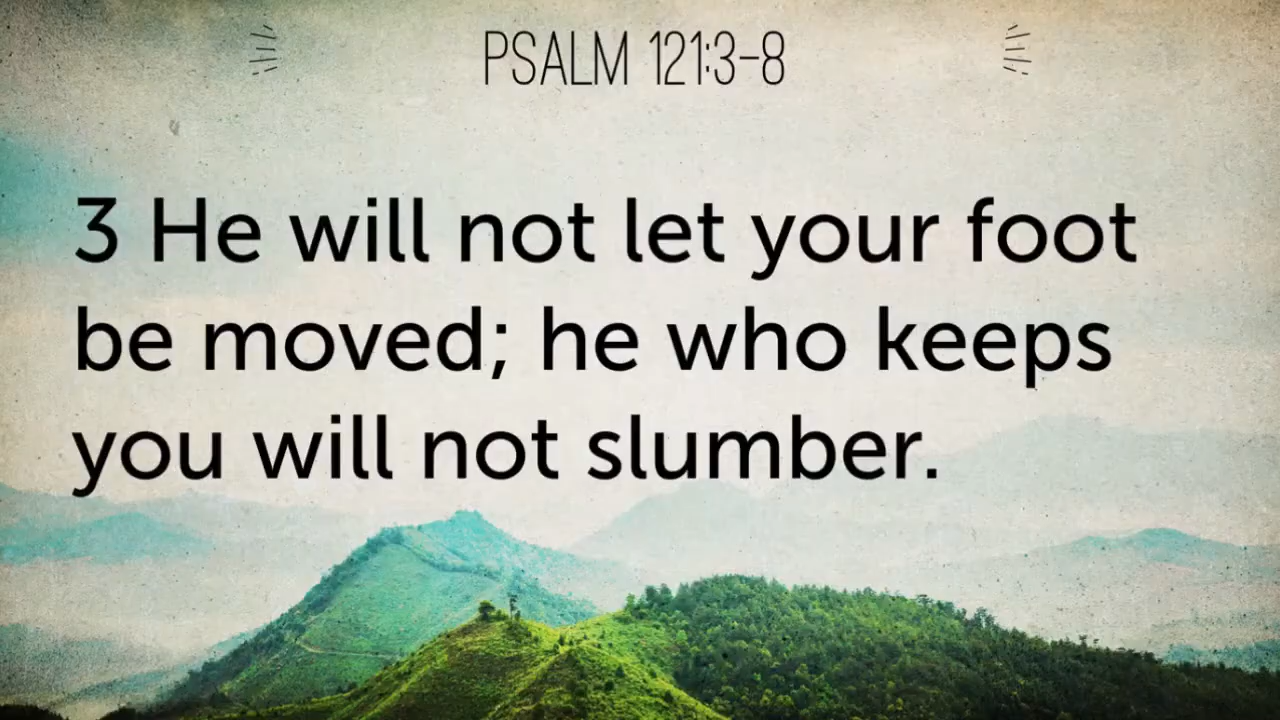 PSALM 121:3-8
3 He will not let your foot
be moved; he who keeps
you will not slumber.